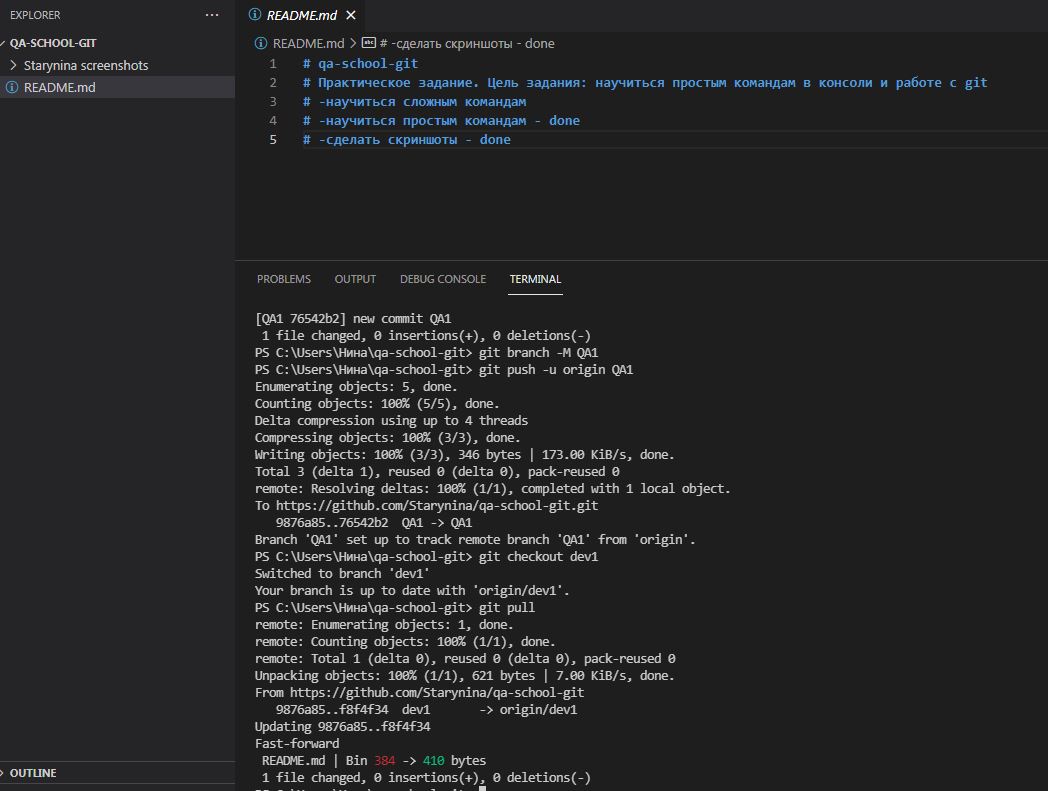 EXPLORER
QA-SCHOOL-GIT
Starynina screenshots
README.md
OUTLINE
README.md
README.md > # -сделать скриншоты - done
1 # qa-school-git
2 # Практическое задание. Цель задания: научиться простым командам в консоли и работе с git
3 # -научиться сложным командам
4 # -научиться простым командам - done
5 # -сделать скриншоты - done
PROBLEMS OUTPUT DEBUG CONSOLE TERMINAL
[QA1 76542b2] new commit QA1
1 file changed, 0 insertions(+), 0 deletions(-)
PS C:\Users\Нина\qa-school-git> git branch -M QA1
PS C:\Users\Нина\qa-school-git> git push -u origin QA1
Enumerating objects: 5, done.
Counting objects: 100% (5/5), done.
Delta compression using up to 4 threads
Compressing objects: 100% (3/3), done.
Writing objects: 100% (3/3), 346 bytes | 173.00 KiB/s, done.
Total 3 (delta 1), reused 0 (delta 0), pack-reused 0
remote: Resolving deltas: 100% (1/1), completed with 1 local object.
To https://github.com/Starynina/qa-school-git.git
9876a85..76542b2 QA1 -> QA1
Branch 'QA1' set up to track remote branch 'QA1' from 'origin'.
PS C:\Users\Нина\qa-school-git> git checkout dev1
Switched to branch 'dev1'
Your branch is up to date with 'origin/dev1'.
PS C:\Users\Нина\qa-school-git> git pull
remote: Enumerating objects: 1, done.
remote: Counting objects: 100% (1/1), done.
remote: Total 1 (delta 0), reused 0 (delta 0), pack-reused 0
Unpacking objects: 100% (1/1), 621 bytes | 7.00 KiB/s, done.
From https://github.com/Starynina/qa-school-git
9876a85..f8f4f34 dev1 -> origin/dev1
Updating 9876a85..f8f4f34
Fast-forward
README.md | Bin 384 -> 410 bytes
1 file changed, 0 insertions(+), 0 deletions(-)